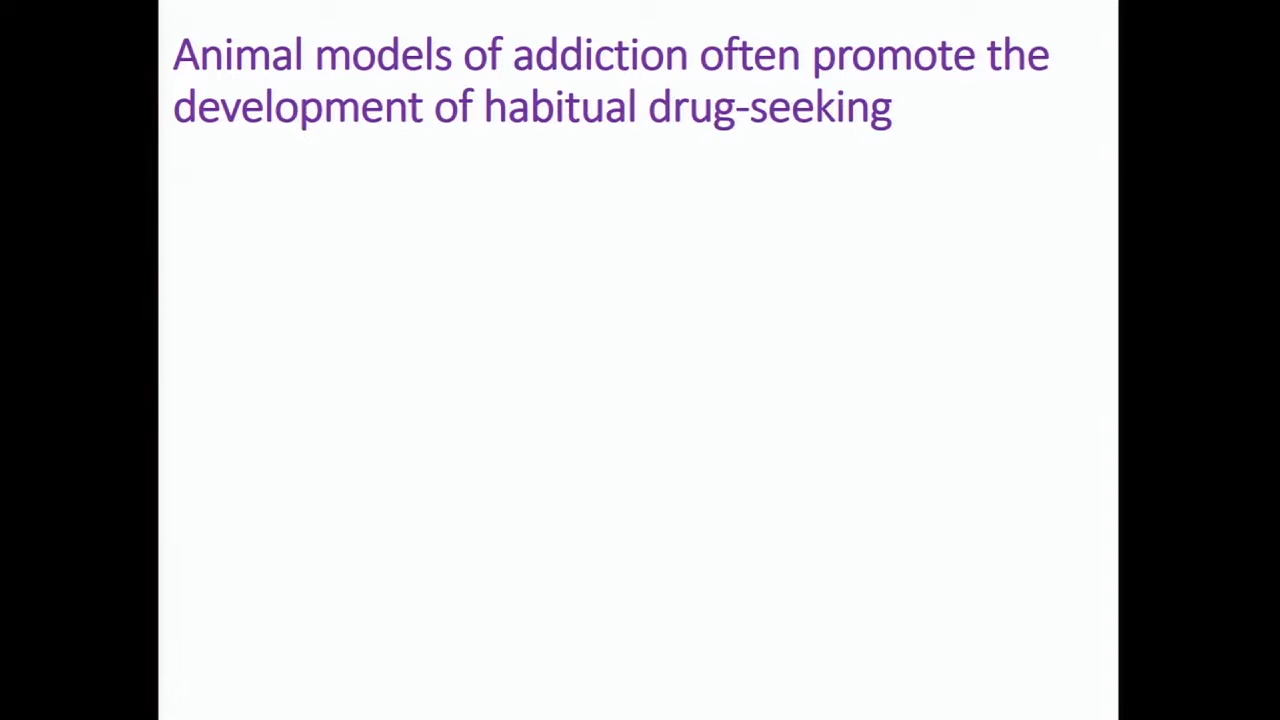 Animal models of addiction often promote the
development of habitual drug-seeking